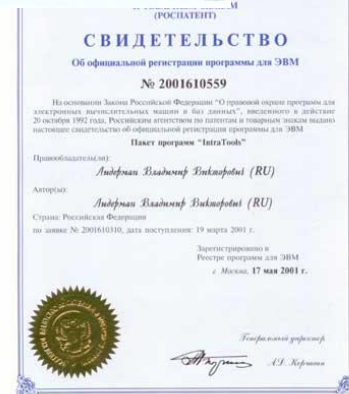 (РОСПАТЕНТ)
СВИДЕТЕЛЬСТВО
Об официальной регистрации программы для ЭВМ
№ 2001610559
На основании Закона Российской Федерации "О правовой охране программ для
электронных вычислительных машин и баз данных", введенного в действие
20 октября 1992 года, Российским агентством по патентам и товарным знакам выдано
настоящее свидетельство об официальной регистрации программы для ЭВМ
Пакет программ "IntraTools"
Правообладатель(ли):
Лидерман Владимир Викторович (RU)
Автор(ы):
Лидерман Владимир Викторович (RU)
Страна: Российская Федерация
по заявке № 2001610310, дата поступления: 19 марта 2001 г.
Зарегистрировано в
Реестре программ для ЭВМ
г. Москва, 17 мая 2001 г.
Генеральный директор